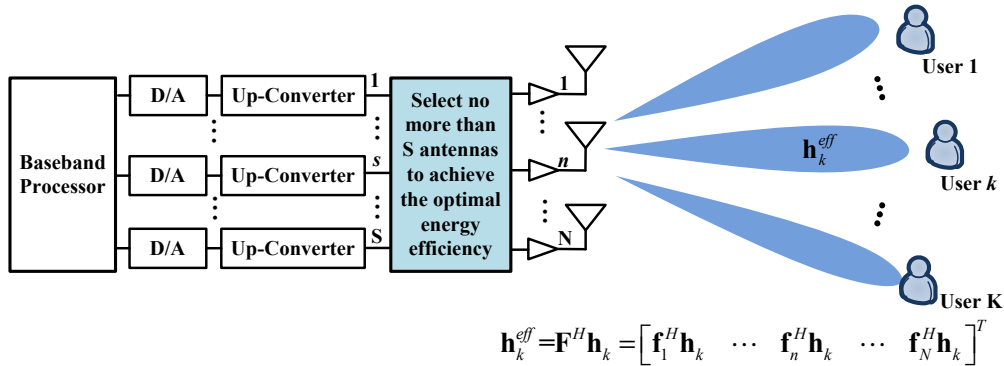 Baseband
Processor
D/A
Up-Converter
1
D/A
Up-Converter
s
D/A
Up-Converter
S
Select no
more than
S antennas
to achieve
the optimal
energy
efficiency
1
n
N
User 1
h_k^{eff}
User k
User K
h_k^{eff}=F^H h_k = [f_1^H h_k ⋯ f_n^H h_k ⋯ f_N^H h_k]^T